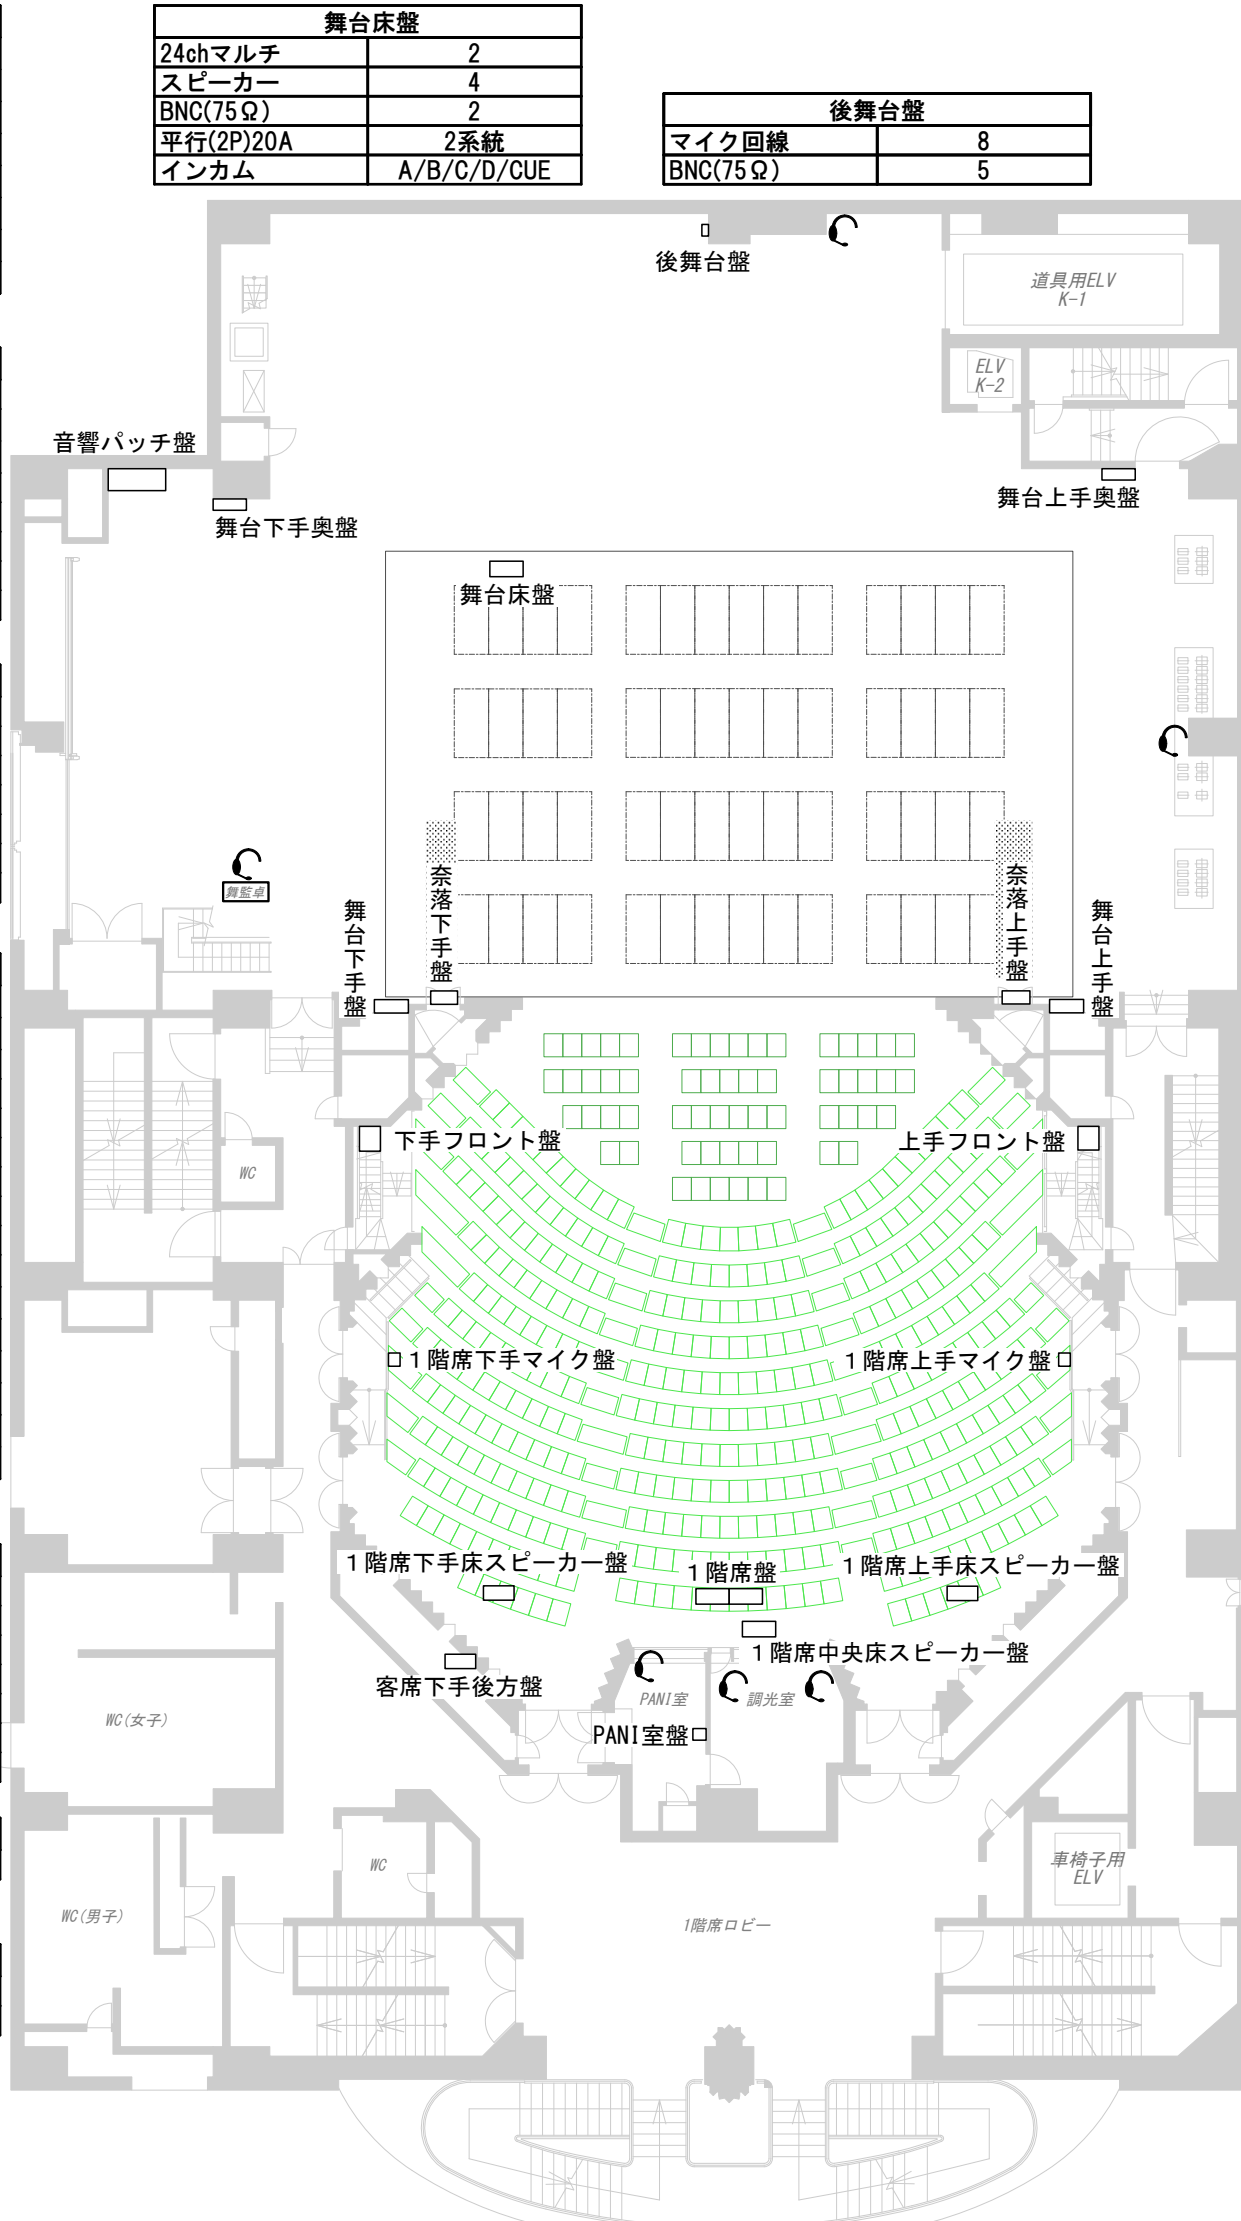 舞台床盤
24chマルチ 2
スピーカー 4
BNC(75Ω) 2
平行(2P)20A 2系統
インカム A/B/C/D/CUE
後舞台盤
マイク回線 8
BNC(75Ω) 5
後舞台盤
道具用ELV
K-1
ELV
K-2
音響パッチ盤
舞台下手奥盤
舞台上手奥盤
舞台床盤
舞監卓
舞台下手盤
奈落下手盤
奈落上手盤
舞台上手盤
下手フロント盤
上手フロント盤
WC
1階席下手マイク盤
1階席上手マイク盤
1階席下手床スピーカー盤
1階席盤
1階席上手床スピーカー盤
1階席中央床スピーカー盤
客席下手後方盤
PANI室
調光室
PANI室盤
WC(女子)
WC
車椅子用
ELV
WC(男子)
1階席ロビー